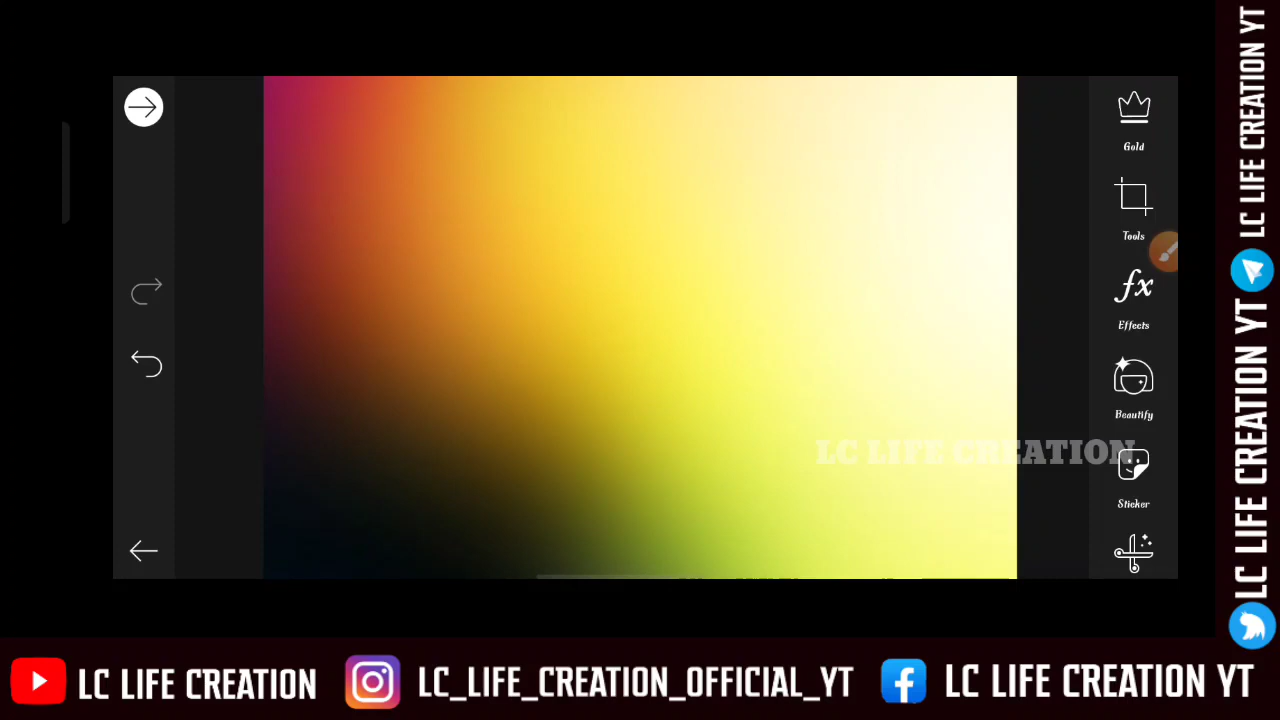 Gold
Tools
fx
Effects
Beautify
LC LIFE CREATION
Sticker
LC LIFE CREATION YT
LC LIFE CREATION YT
LC LIFE CREATION
LC_LIFE_CREATION_OFFICIAL_YT
LC LIFE CREATION YT